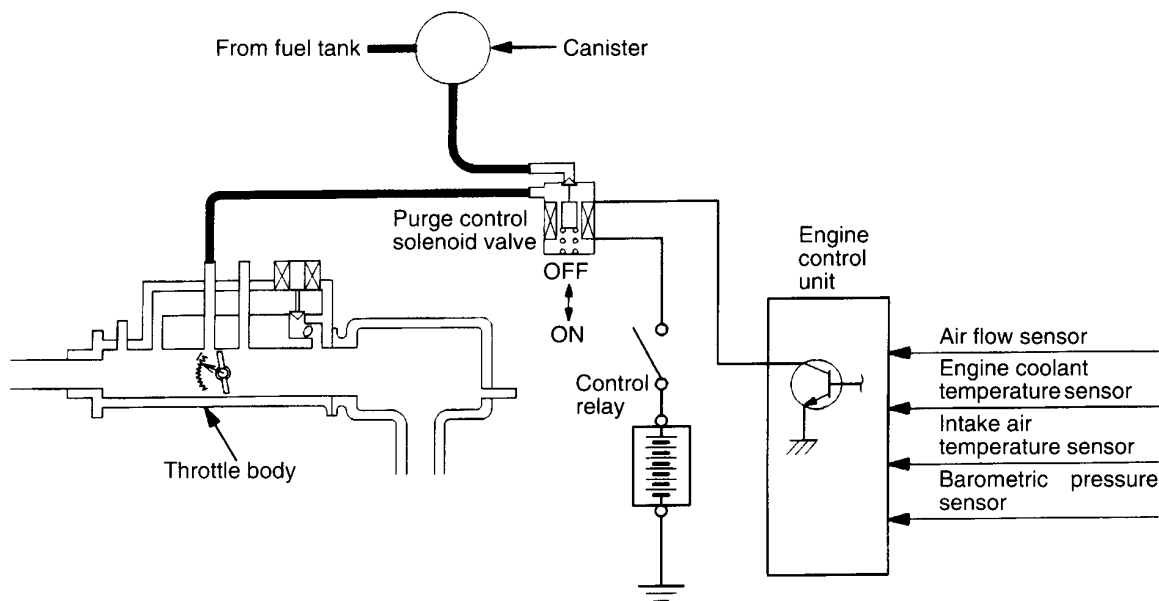 From fuel tank
Canister
Purge control
solenoid valve
OFF
ON
Engine
control
unit
Control
relay
Throttle body
Air flow sensor
Engine coolant
temperature sensor
Intake air
temperature sensor
Barometric pressure
sensor